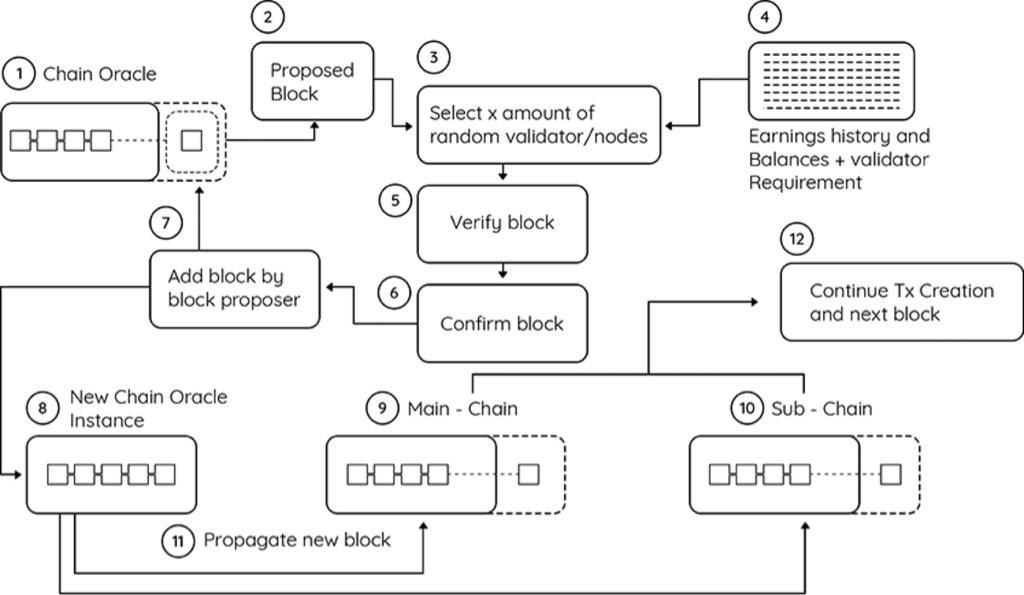 1
Chain Oracle
2
Proposed
Block
3
Select x amount of
random validator/nodes
4
Earnings history and
Balances + validator
Requirement
5
Verify block
6
Confirm block
7
Add block by
block proposer
8
New Chain Oracle
Instance
9
Main - Chain
10
Sub - Chain
11
Propagate new block
12
Continue Tx Creation
and next block